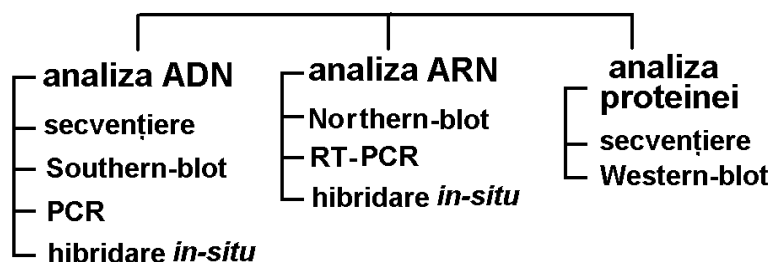 analiza ADN
secvențiere
Southern-blot
PCR
hibridare in-situ
analiza ARN
Northern-blot
RT-PCR
hibridare in-situ
analiza
proteinei
secvențiere
Western-blot